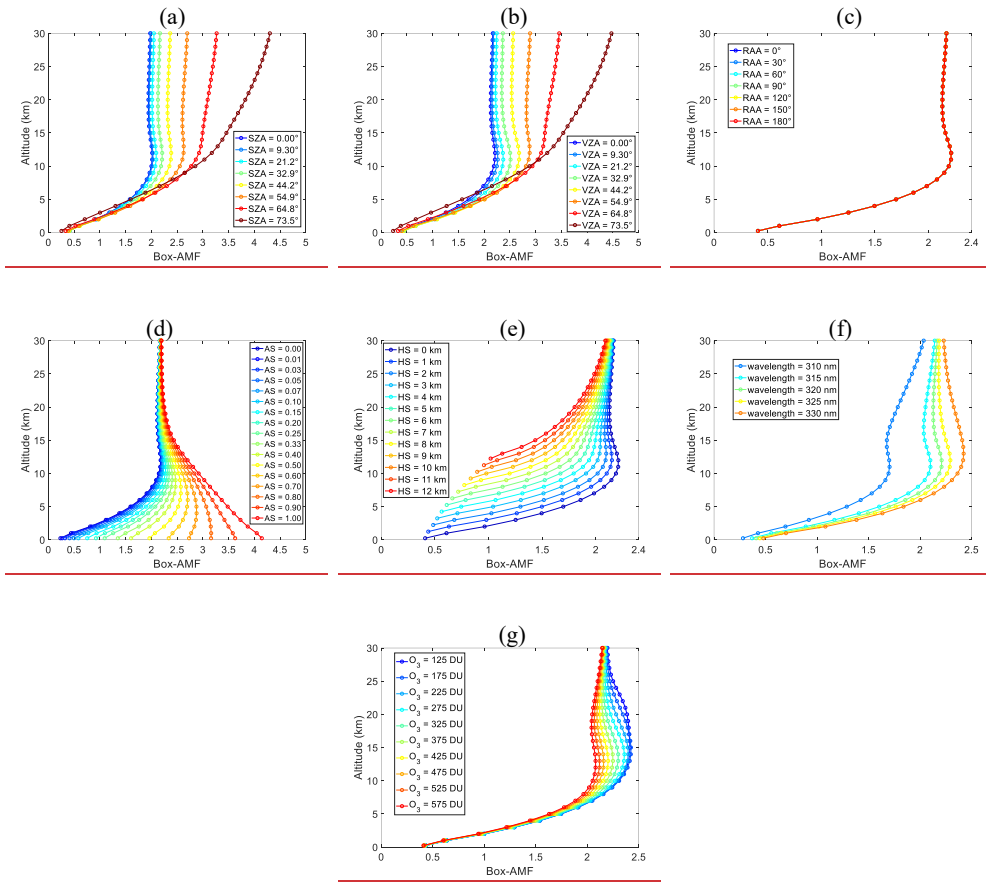 (a)
30
25
20
15
10
5
0
Altitude (km)
0 0.5 1 1.5 2 2.5 3 3.5 4 4.5 5
Box-AMF
SZA = 0.00°
SZA = 9.30°
SZA = 21.2°
SZA = 32.9°
SZA = 44.2°
SZA = 54.9°
SZA = 64.8°
SZA = 73.5°
(b)
30
25
20
15
10
5
0
Altitude (km)
0 0.5 1 1.5 2 2.5 3 3.5 4 4.5 5
Box-AMF
VZA = 0.00°
VZA = 9.30°
VZA = 21.2°
VZA = 32.9°
VZA = 44.2°
VZA = 54.9°
VZA = 64.8°
VZA = 73.5°
(c)
30
25
20
15
10
5
0
Altitude (km)
0 0.5 1 1.5 2 2.4
Box-AMF
RAA = 0°
RAA = 30°
RAA = 60°
RAA = 90°
RAA = 120°
RAA = 150°
RAA = 180°
(d)
30
25
20
15
10
5
0
Altitude (km)
0 0.5 1 1.5 2 2.5 3 3.5 4 4.5 5
Box-AMF
AS = 0.00
AS = 0.01
AS = 0.03
AS = 0.05
AS = 0.07
AS = 0.10
AS = 0.15
AS = 0.20
AS = 0.25
AS = 0.33
AS = 0.40
AS = 0.50
AS = 0.60
AS = 0.70
AS = 0.80
AS = 0.90
AS = 1.00
(e)
30
25
20
15
10
5
0
Altitude (km)
0 0.5 1 1.5 2 2.4
Box-AMF
HS = 0 km
HS = 1 km
HS = 2 km
HS = 3 km
HS = 4 km
HS = 5 km
HS = 6 km
HS = 7 km
HS = 8 km
HS = 9 km
HS = 10 km
HS = 11 km
HS = 12 km
(f)
30
25
20
15
10
5
0
Altitude (km)
0 0.5 1 1.5 2 2.5
Box-AMF
wavelength = 310 nm
wavelength = 315 nm
wavelength = 320 nm
wavelength = 325 nm
wavelength = 330 nm
(g)
30
25
20
15
10
5
0
Altitude (km)
0 0.5 1 1.5 2 2.5
Box-AMF
O3 = 125 DU
O3 = 175 DU
O3 = 225 DU
O3 = 275 DU
O3 = 325 DU
O3 = 375 DU
O3 = 425 DU
O3 = 475 DU
O3 = 525 DU
O3 = 575 DU